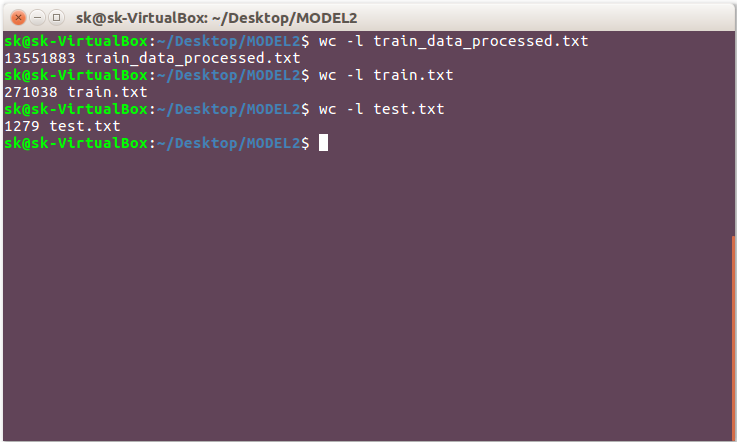 sk@sk-VirtualBox: ~/Desktop/MODEL2
sk@sk-VirtualBox:~/Desktop/MODEL2$ wc -l train_data_processed.txt
13551883 train_data_processed.txt
sk@sk-VirtualBox:~/Desktop/MODEL2$ wc -l train.txt
271038 train.txt
sk@sk-VirtualBox:~/Desktop/MODEL2$ wc -l test.txt
1279 test.txt
sk@sk-VirtualBox:~/Desktop/MODEL2$